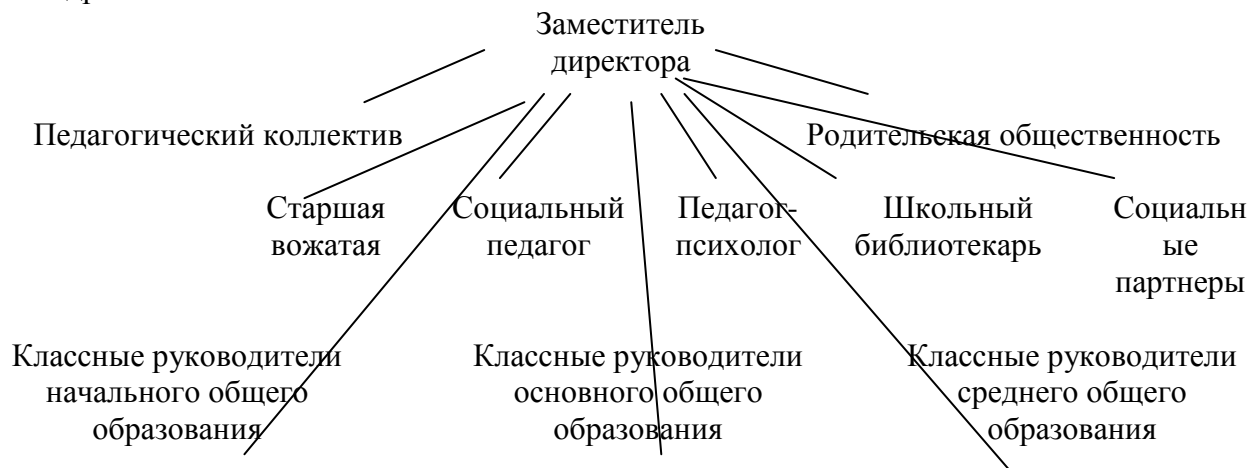 Заместитель
директора
Педагогический коллектив
Родительская общественность
Старшая
вожатая
Социальный
педагог
Педагог-
психолог
Школьный
библиотекарь
Социальн
ые
партнеры
Классные руководители
начального общего
образования
Классные руководители
основного общего
образования
Классные руководители
среднего общего
образования